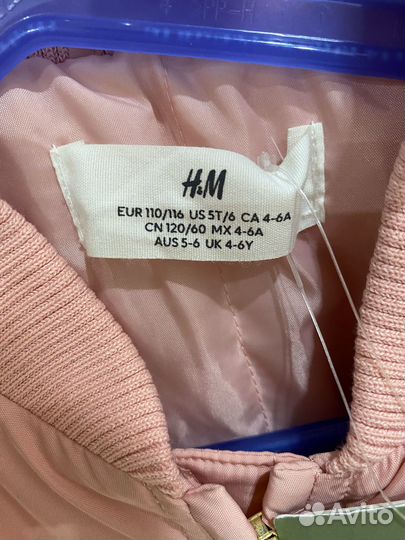 H&M
EUR 110/116 US 5T/6 CA 4-6A
CN 120/60 MX 4-6A
AUS 5-6 UK 4-6Y
Avito